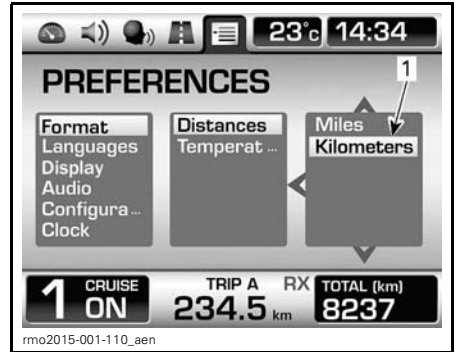 23°c 14:34
PREFERENCES
1
Format
Languages
Display
Audio
Configura ...
Clock
Distances
Temperat ...
Miles
Kilometers
1 CRUISE ON
TRIP A RX
234.5 km
TOTAL (km)
8237
rmo2015-001-110_aen